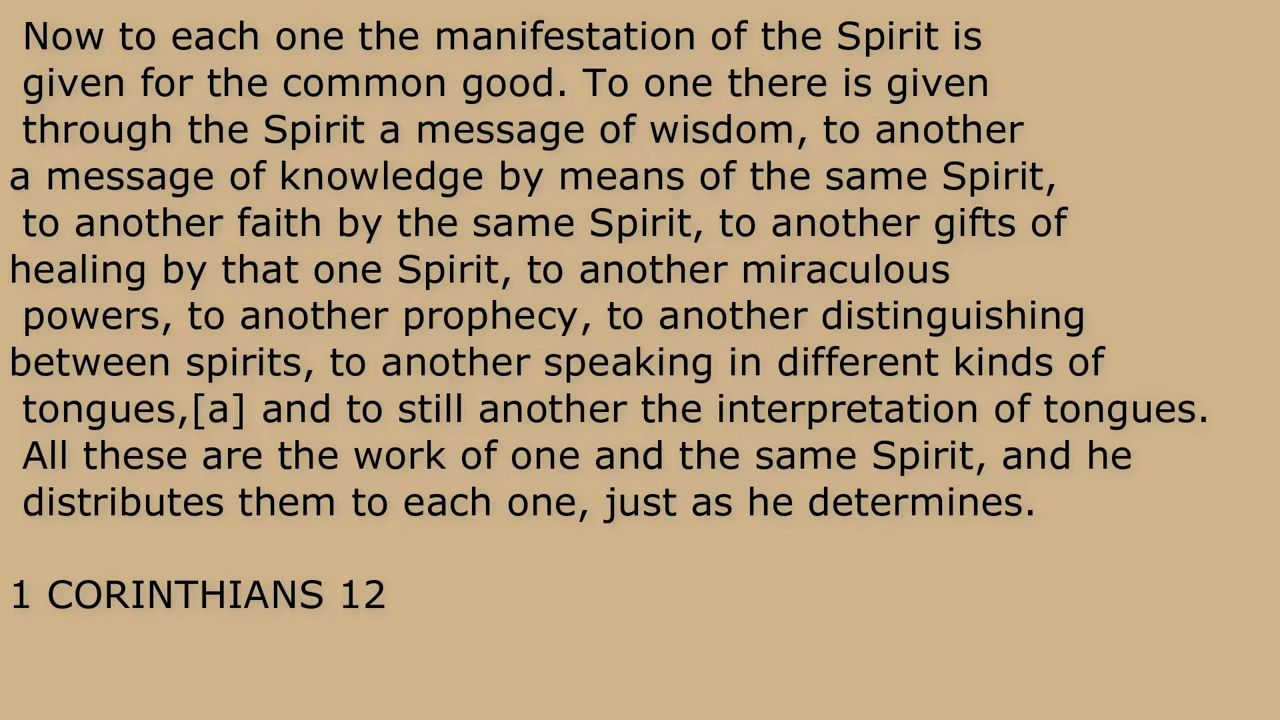 Now to each one the manifestation of the Spirit is
given for the common good. To one there is given
through the Spirit a message of wisdom, to another
a message of knowledge by means of the same Spirit,
to another faith by the same Spirit, to another gifts of
healing by that one Spirit, to another miraculous
powers, to another prophecy, to another distinguishing
between spirits, to another speaking in different kinds of
tongues,[a] and to still another the interpretation of tongues.
All these are the work of one and the same Spirit, and he
distributes them to each one, just as he determines.
1 CORINTHIANS 12